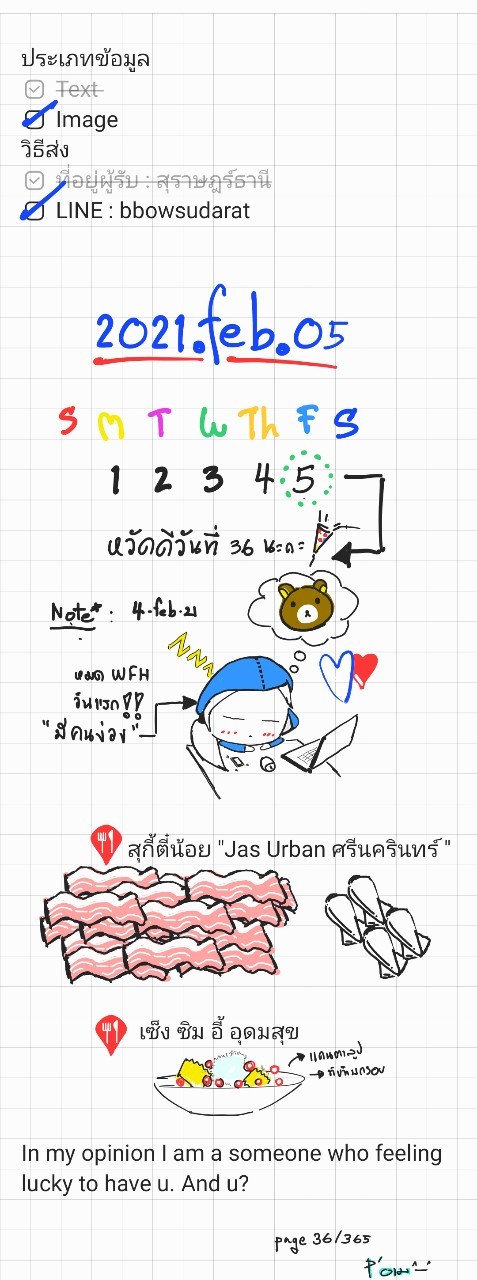 ประเภทข้อมูล
Text
Image
วิธีส่ง
ที่อยู่ผู้รับ : สุราษฎร์ธานี
LINE : bbowsudarat
2021.feb.05
S M T W Th F S
1 2 3 4 5
หวัดดีวันที่ 36 นะคะ
Note* : 4-feb-21
หมด WFH
วันแรก !!
"มีคนง่วง"
สุกี้ตี๋น้อย "Jas Urban ศรีนครินทร์"
เซ็ง ซิม อี้ อุดมสุข
แคนตาลูป
ทับทิมกรอบ
In my opinion I am a someone who feeling
lucky to have u. And u?
page 36/365